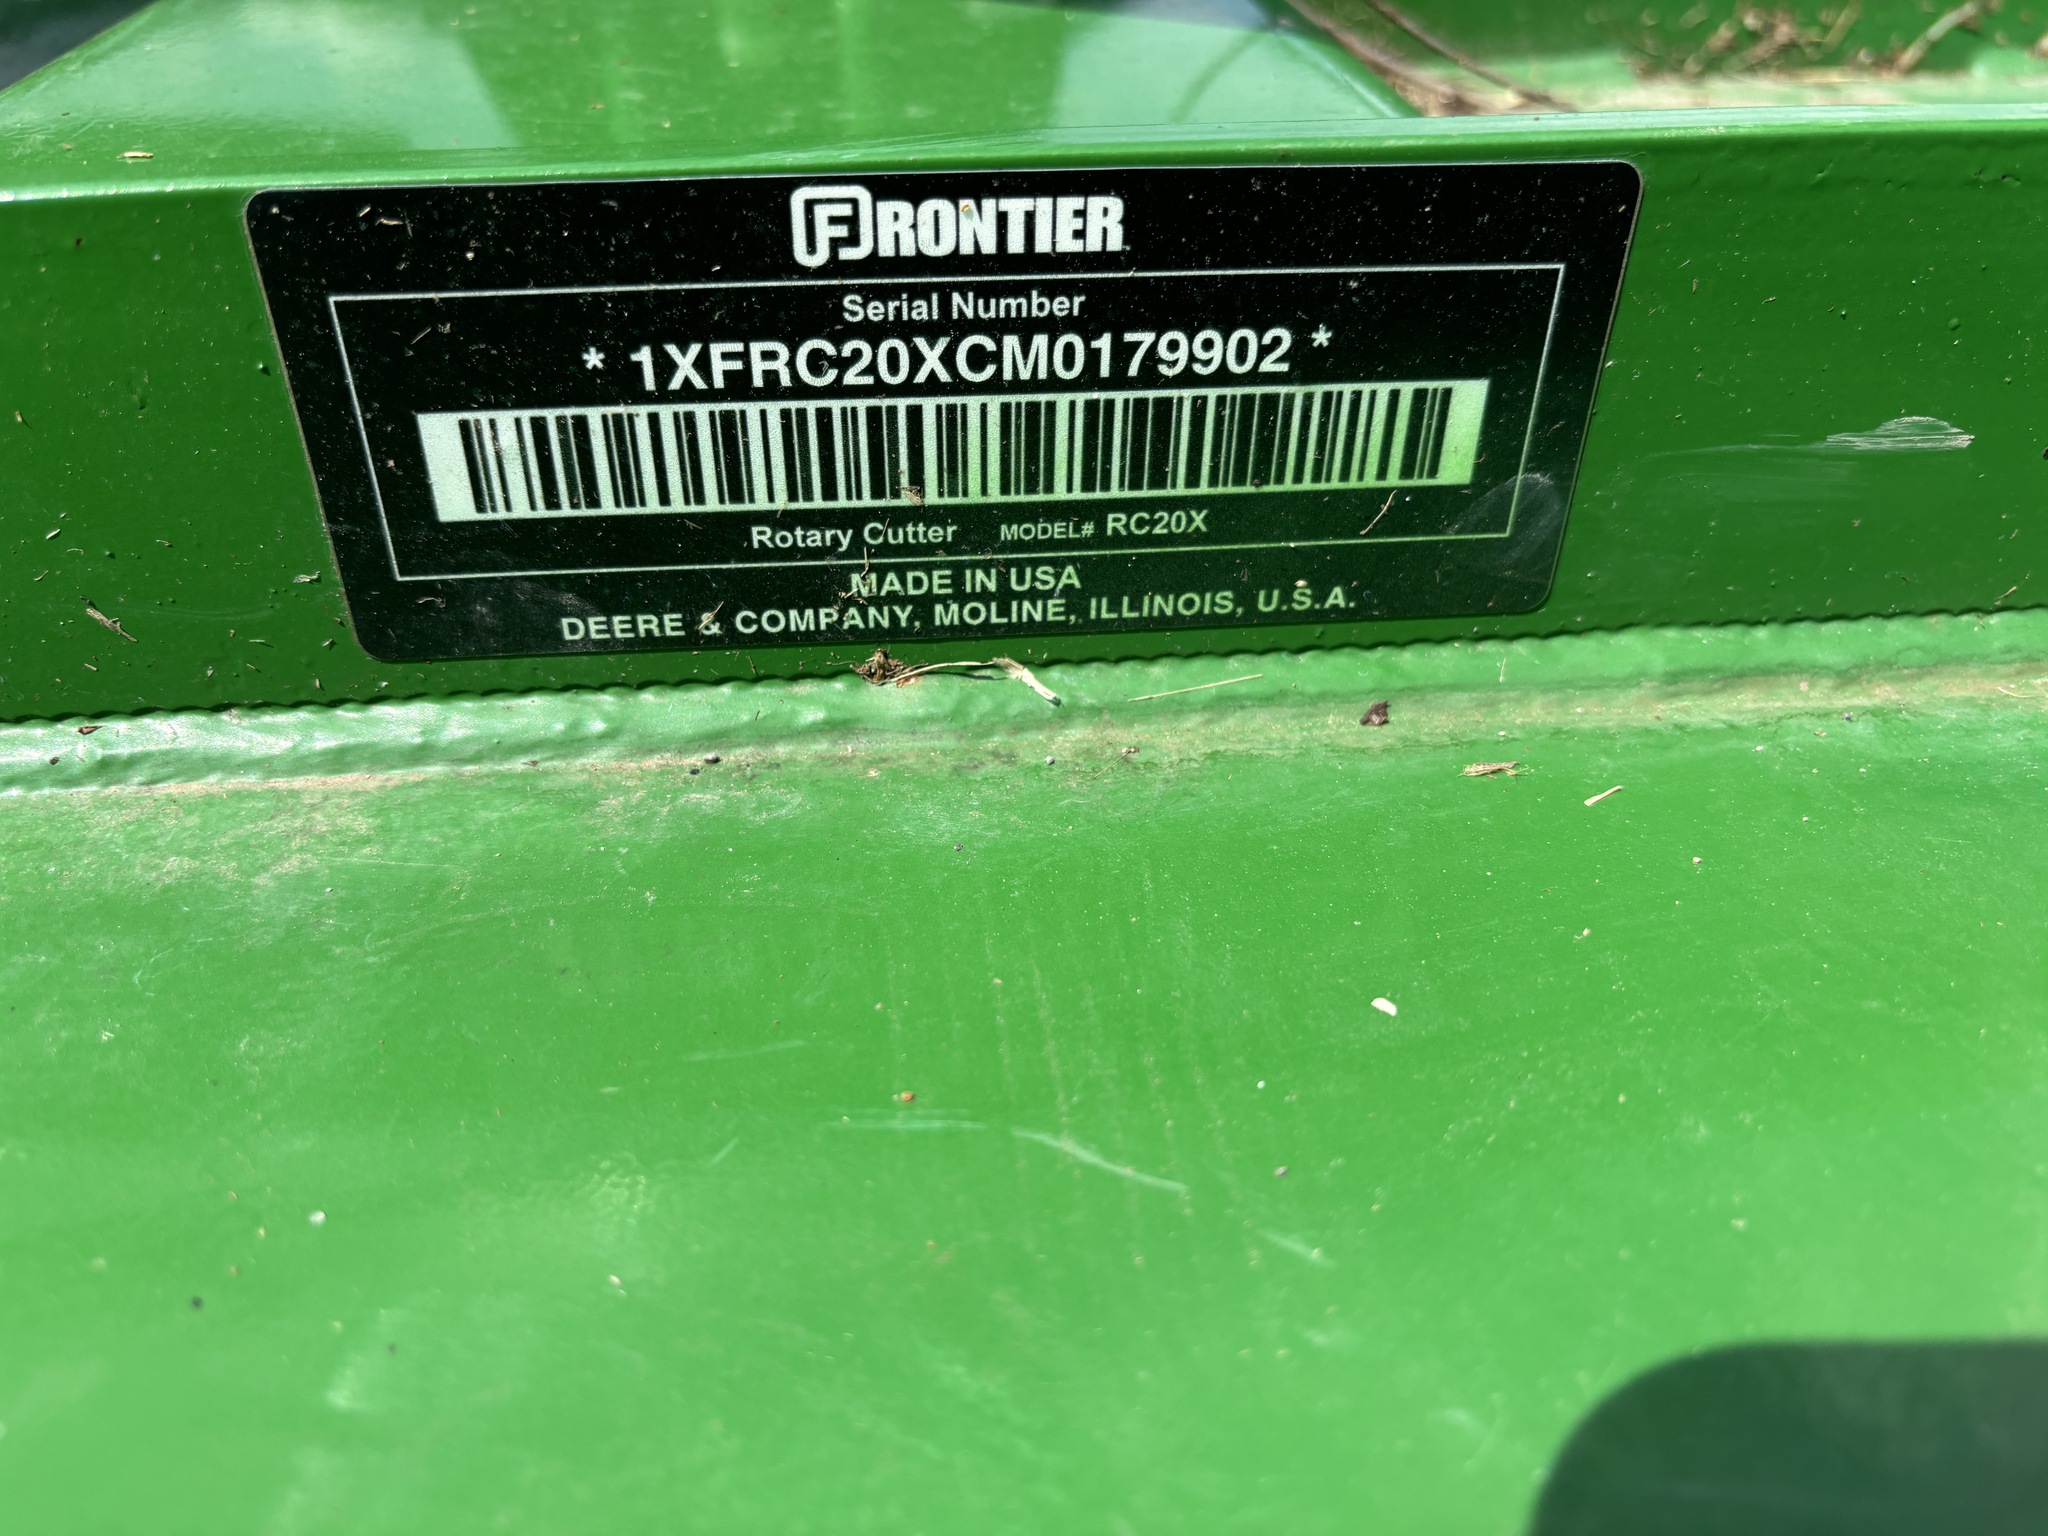 FRONTIER
Serial Number
* 1XFRC20XCM0179902 *
Rotary Cutter MODEL# RC20X
MADE IN USA
DEERE & COMPANY, MOLINE, ILLINOIS, U.S.A.